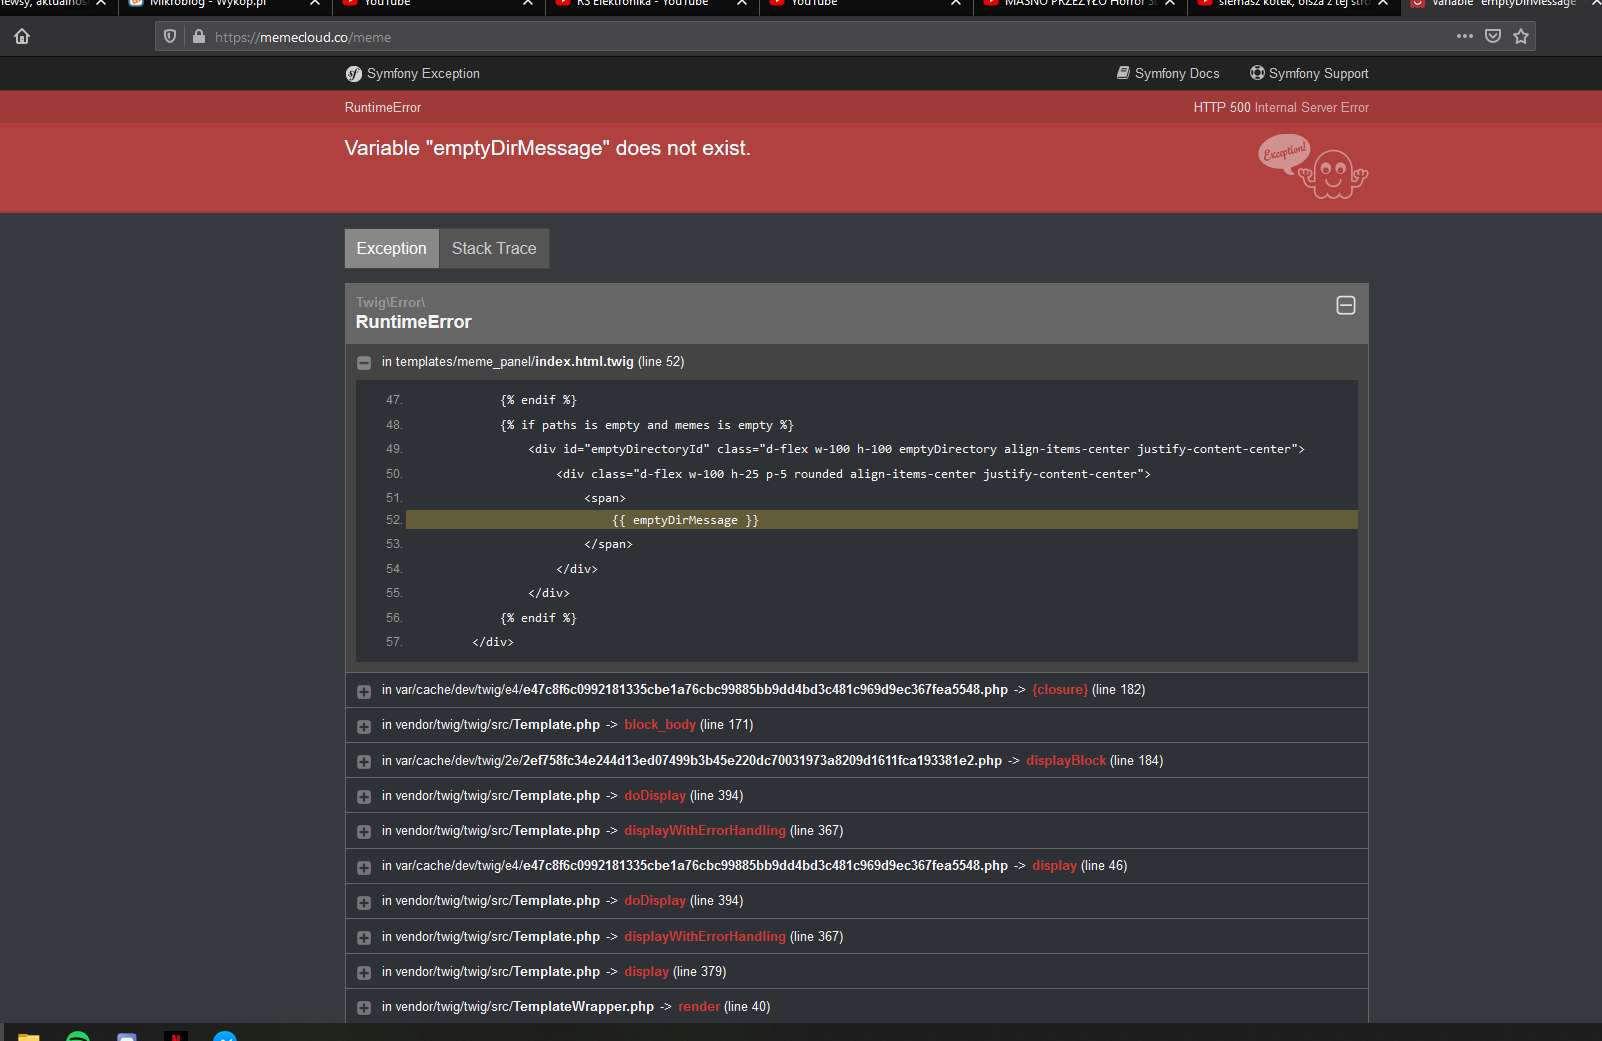 newsy, aktualnoś
Mikroblog - Wykop.pl
YouTube
RS Elektronika - YouTube
YouTube
MASNO PRZEŻYŁO Horror
siemasz kotek, olsza z tej stro
Variable "emptyDirMessage"
https://memecloud.co/meme
Symfony Exception
Symfony Docs
Symfony Support
RuntimeError
HTTP 500 Internal Server Error
Variable "emptyDirMessage" does not exist.
Exception!
Exception
Stack Trace
Twig\Error\
RuntimeError
in templates/meme_panel/index.html.twig (line 52)
47. {% endif %}
48. {% if paths is empty and memes is empty %}
49. <div id="emptyDirectoryId" class="d-flex w-100 h-100 emptyDirectory align-items-center justify-content-center">
50. <div class="d-flex w-100 h-25 p-5 rounded align-items-center justify-content-center">
51. <span>
52. {{ emptyDirMessage }}
53. </span>
54. </div>
55. </div>
56. {% endif %}
57. </div>
in var/cache/dev/twig/e4/e47c8f6c0992181335cbe1a76cbc99885bb9dd4bd3c481c969d9ec367fea5548.php -> {closure} (line 182)
in vendor/twig/twig/src/Template.php -> block_body (line 171)
in var/cache/dev/twig/2e/2ef758fc34e244d13ed07499b3b45e220dc70031973a8209d1611fca193381e2.php -> displayBlock (line 184)
in vendor/twig/twig/src/Template.php -> doDisplay (line 394)
in vendor/twig/twig/src/Template.php -> displayWithErrorHandling (line 367)
in var/cache/dev/twig/e4/e47c8f6c0992181335cbe1a76cbc99885bb9dd4bd3c481c969d9ec367fea5548.php -> display (line 46)
in vendor/twig/twig/src/Template.php -> doDisplay (line 394)
in vendor/twig/twig/src/Template.php -> displayWithErrorHandling (line 367)
in vendor/twig/twig/src/Template.php -> display (line 379)
in vendor/twig/twig/src/TemplateWrapper.php -> render (line 40)